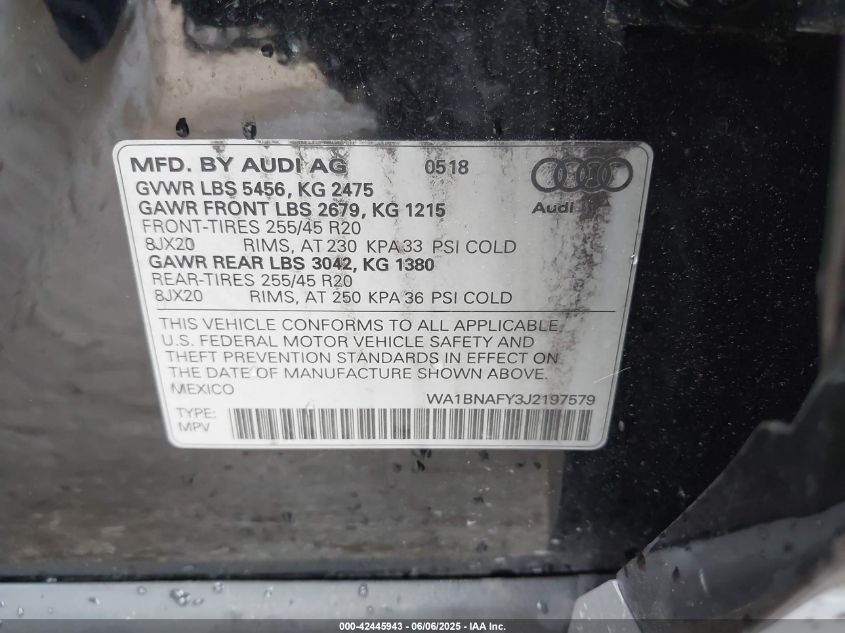 MFD. BY AUDI AG 0518
GVWR LBS 5456, KG 2475
GAWR FRONT LBS 2679, KG 1215
Audi
FRONT-TIRES 255/45 R20
8JX20 RIMS, AT 230 KPA 33 PSI COLD
GAWR REAR LBS 3042, KG 1380
REAR-TIRES 255/45 R20
8JX20 RIMS, AT 250 KPA 36 PSI COLD
THIS VEHICLE CONFORMS TO ALL APPLICABLE
U.S. FEDERAL MOTOR VEHICLE SAFETY AND
THEFT PREVENTION STANDARDS IN EFFECT ON
THE DATE OF MANUFACTURE SHOWN ABOVE.
MEXICO WA1BNAFY3J2197579
TYPE:
MPV
000-42445943 - 06/06/2025 - IAA Inc.